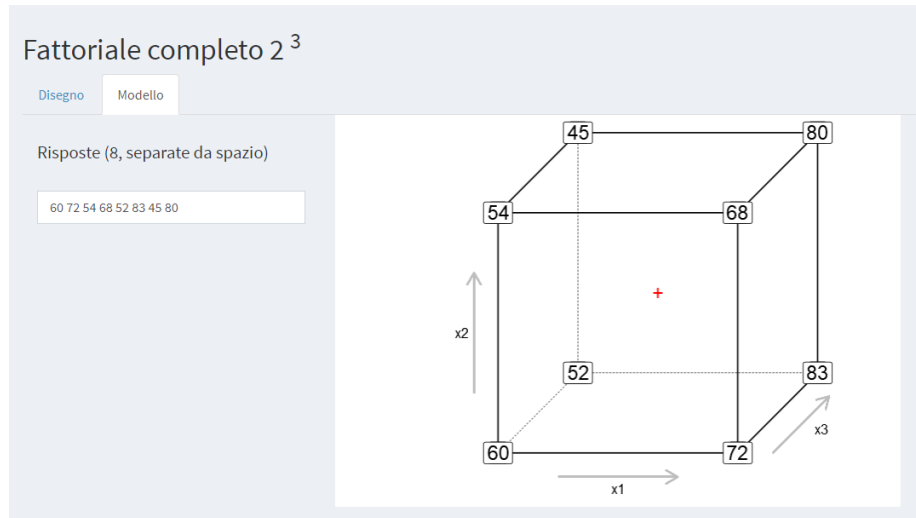 Fattoriale completo 2 3
Disegno Modello
Risposte (8, separate da spazio)
60 72 54 68 52 83 45 80
45 80
54 68
x2
52 83
x3
60 72
x1